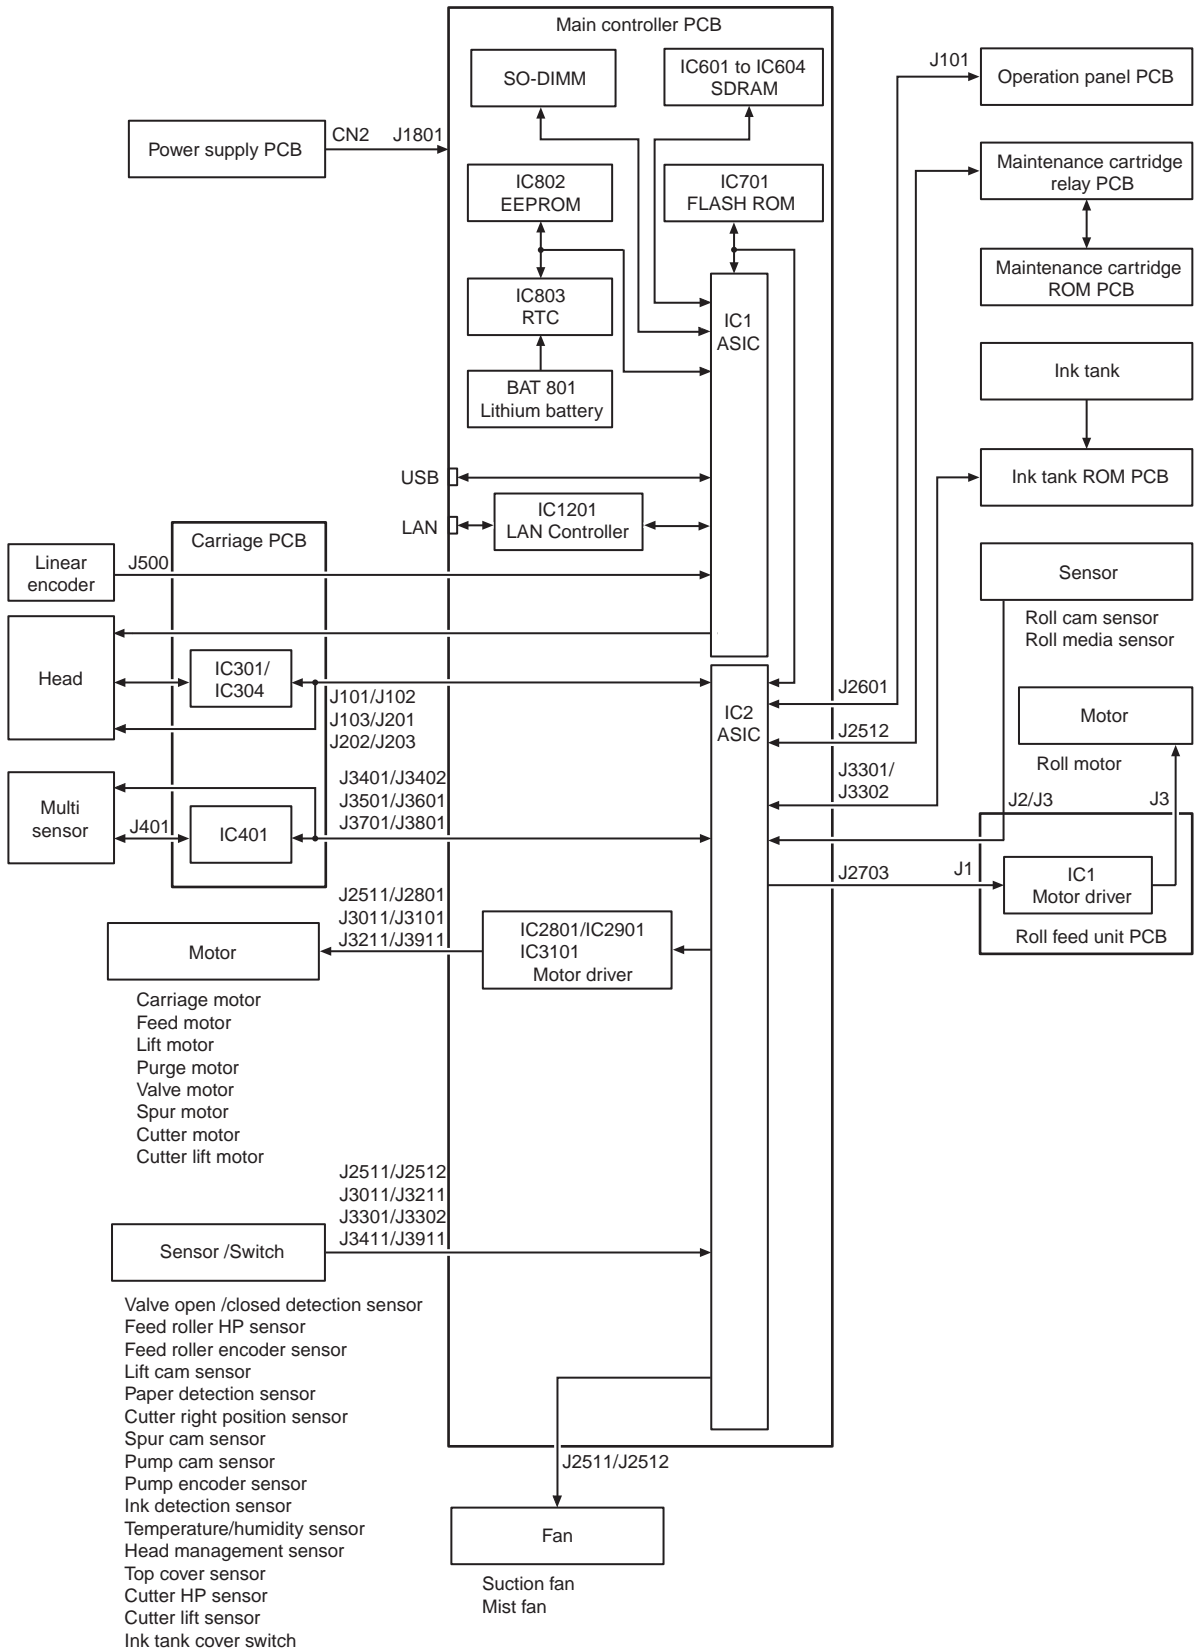 Main controller PCB
SO-DIMM
IC601 to IC604
SDRAM
J101
Operation panel PCB
Power supply PCB
CN2
J1801
IC802
EEPROM
IC701
FLASH ROM
Maintenance cartridge
relay PCB
IC803
RTC
Maintenance cartridge
ROM PCB
IC1
ASIC
BAT 801
Lithium battery
Ink tank
USB
Ink tank ROM PCB
LAN
IC1201
LAN Controller
Carriage PCB
Linear
encoder
J500
Sensor
Roll cam sensor
Roll media sensor
Head
IC301/
IC304
J101/J102
J103/J201
J202/J203
IC2
ASIC
J2601
J2512
Motor
Roll motor
J3301/
J3302
J3401/J3402
J3501/J3601
J3701/J3801
Multi
sensor
J401
IC401
J2/J3
J3
J2703
J1
IC1
Motor driver
Roll feed unit PCB
J2511/J2801
J3011/J3101
J3211/J3911
Motor
IC2801/IC2901
IC3101
Motor driver
Carriage motor
Feed motor
Lift motor
Purge motor
Valve motor
Spur motor
Cutter motor
Cutter lift motor
J2511/J2512
J3011/J3211
J3301/J3302
J3411/J3911
Sensor /Switch
Valve open /closed detection sensor
Feed roller HP sensor
Feed roller encoder sensor
Lift cam sensor
Paper detection sensor
Cutter right position sensor
Spur cam sensor
Pump cam sensor
Pump encoder sensor
Ink detection sensor
Temperature/humidity sensor
Head management sensor
Top cover sensor
Cutter HP sensor
Cutter lift sensor
Ink tank cover switch
J2511/J2512
Fan
Suction fan
Mist fan